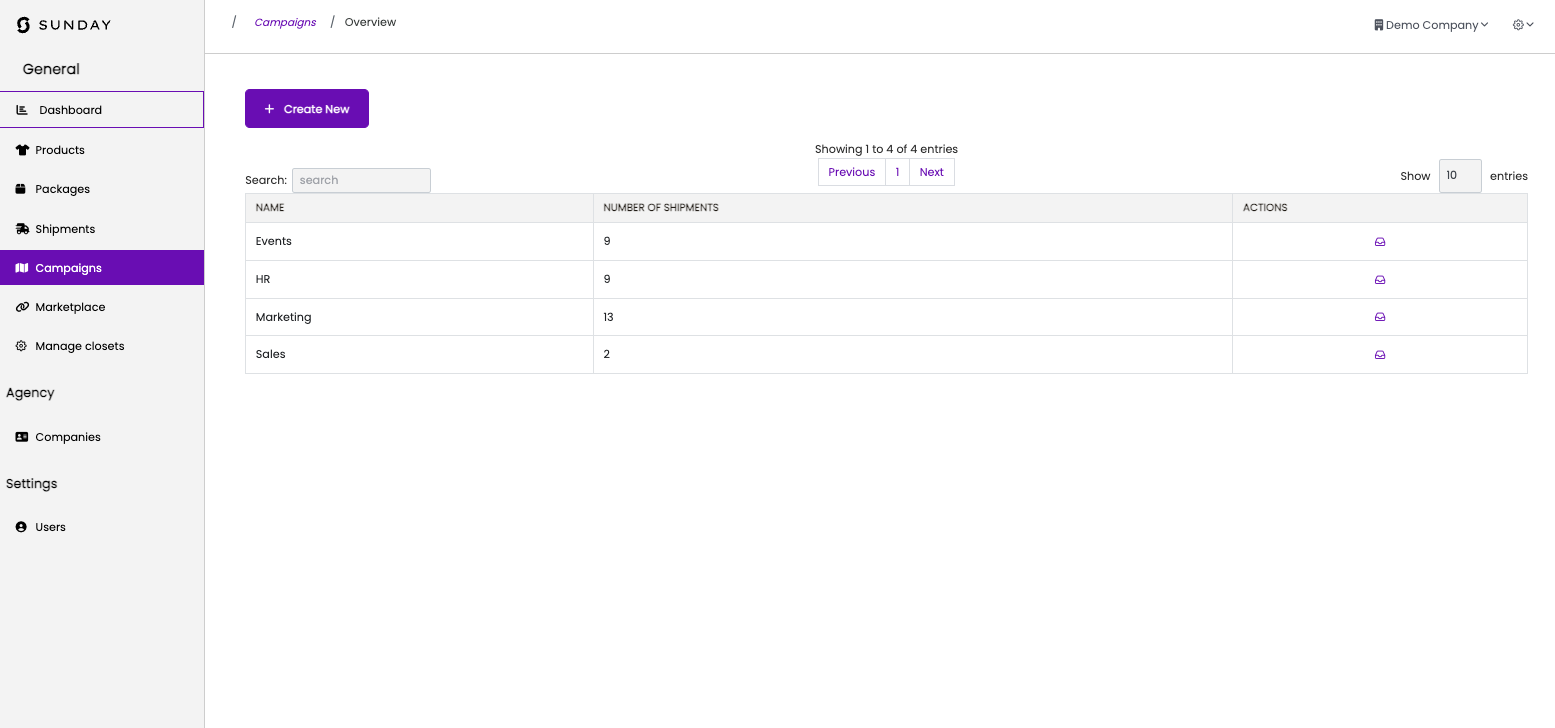 SUNDAY
/ Campaigns / Overview
Demo Company
General
Dashboard
Products
Packages
Shipments
Campaigns
Marketplace
Manage closets
Agency
Companies
Settings
Users
+ Create New
Showing 1 to 4 of 4 entries
Previous 1 Next
Search: search
Show 10 entries
NAME NUMBER OF SHIPMENTS ACTIONS
Events 9
HR 9
Marketing 13
Sales 2